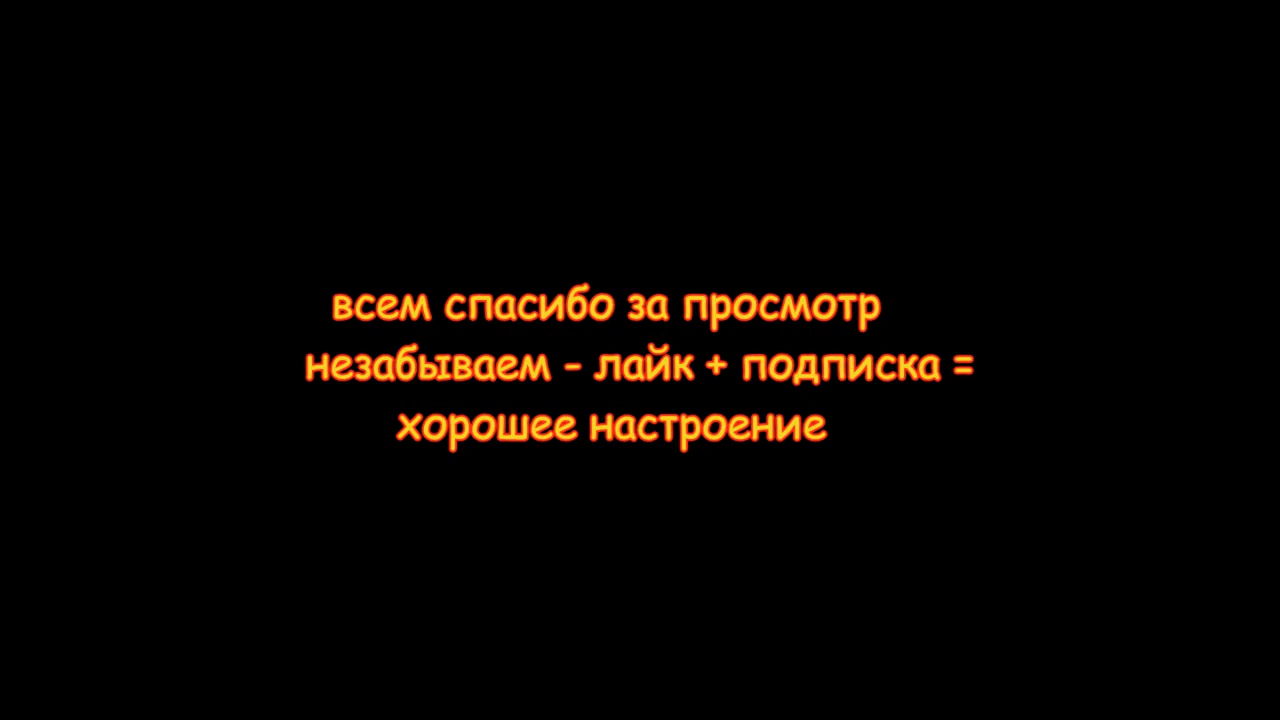 всем спасибо за просмотр
незабываем - лайк + подписка =
хорошее настроение